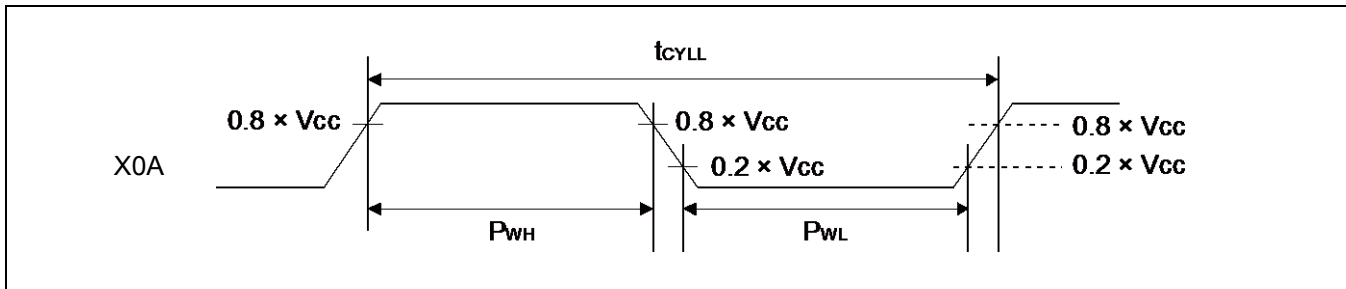 tCYLL
0.8 × Vcc
0.8 × Vcc
0.8 × Vcc
X0A
0.2 × Vcc
0.2 × Vcc
PWH
PWL